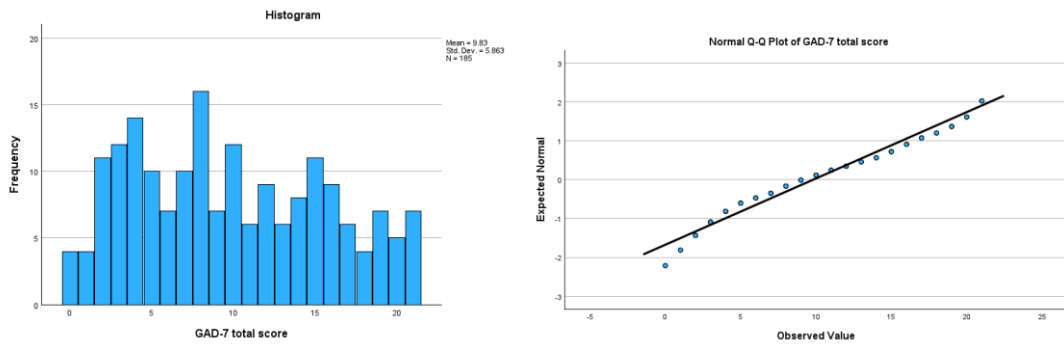 Histogram
Mean = 9.83
Std. Dev. = 5.863
N = 185
Frequency
20
15
10
5
0
0 5 10 15 20
GAD-7 total score
Normal Q-Q Plot of GAD-7 total score
Expected Normal
3
2
1
0
-1
-2
-3
-5 0 5 10 15 20 25
Observed Value